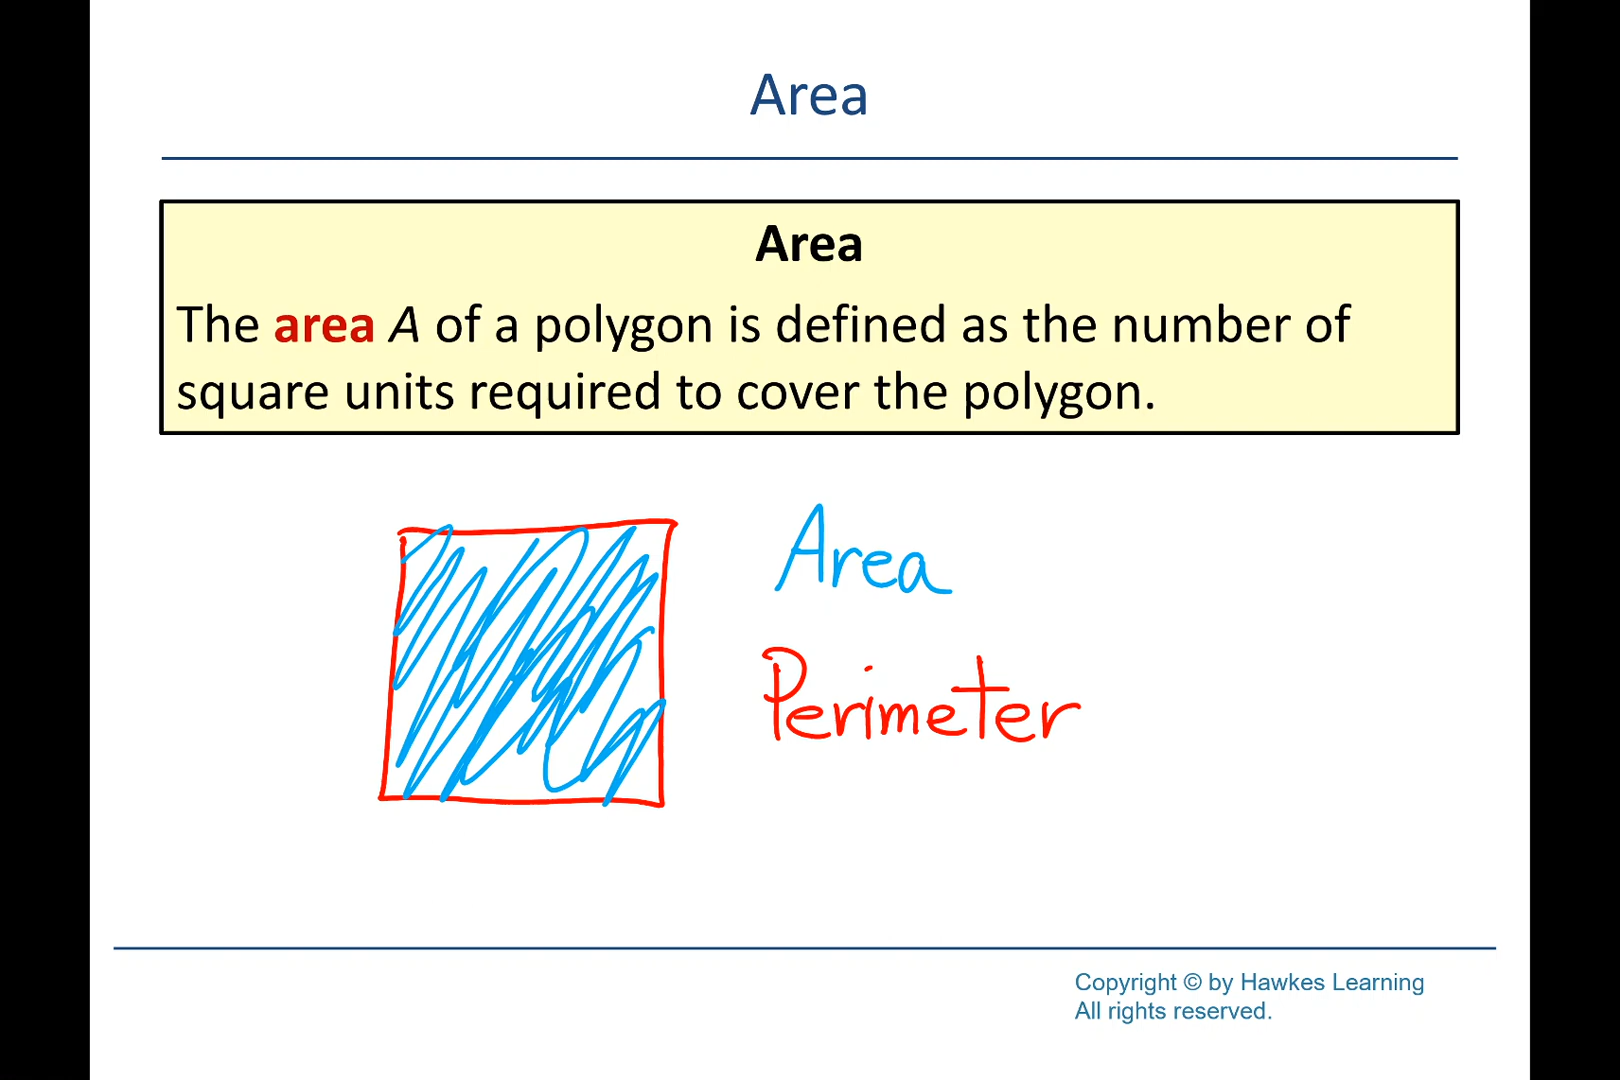 Area
Area
The area A of a polygon is defined as the number of
square units required to cover the polygon.
Area
Perimeter
Copyright © by Hawkes Learning
All rights reserved.